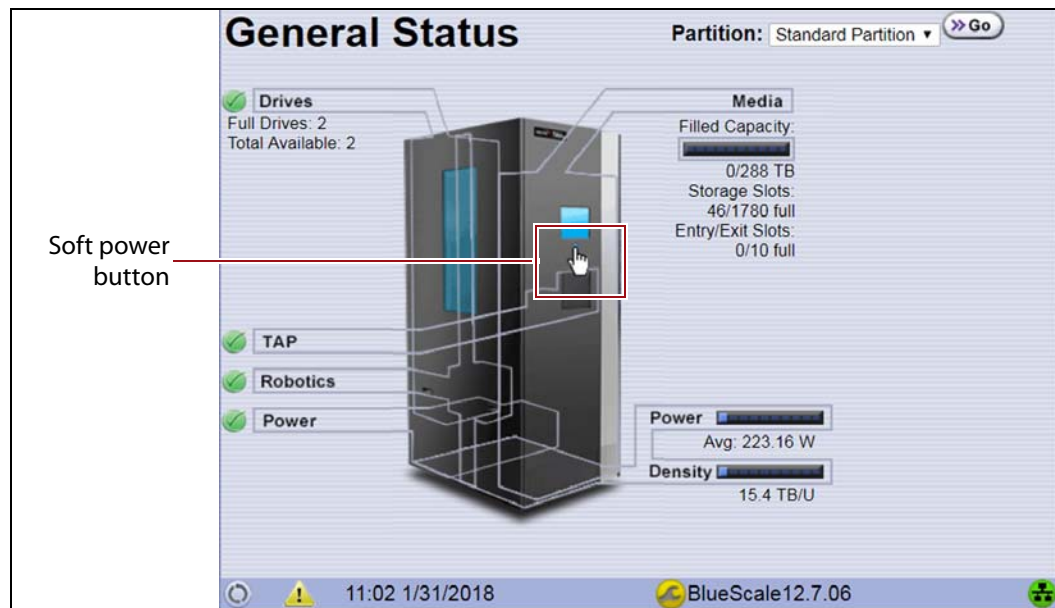 General Status
Partition: Standard Partition Go
Drives
Full Drives: 2
Total Available: 2
Media
Filled Capacity:
0/288 TB
Storage Slots:
46/1780 full
Entry/Exit Slots:
0/10 full
Soft power
button
TAP
Robotics
Power
Power
Avg: 223.16 W
Density
15.4 TB/U
11:02 1/31/2018
BlueScale12.7.06